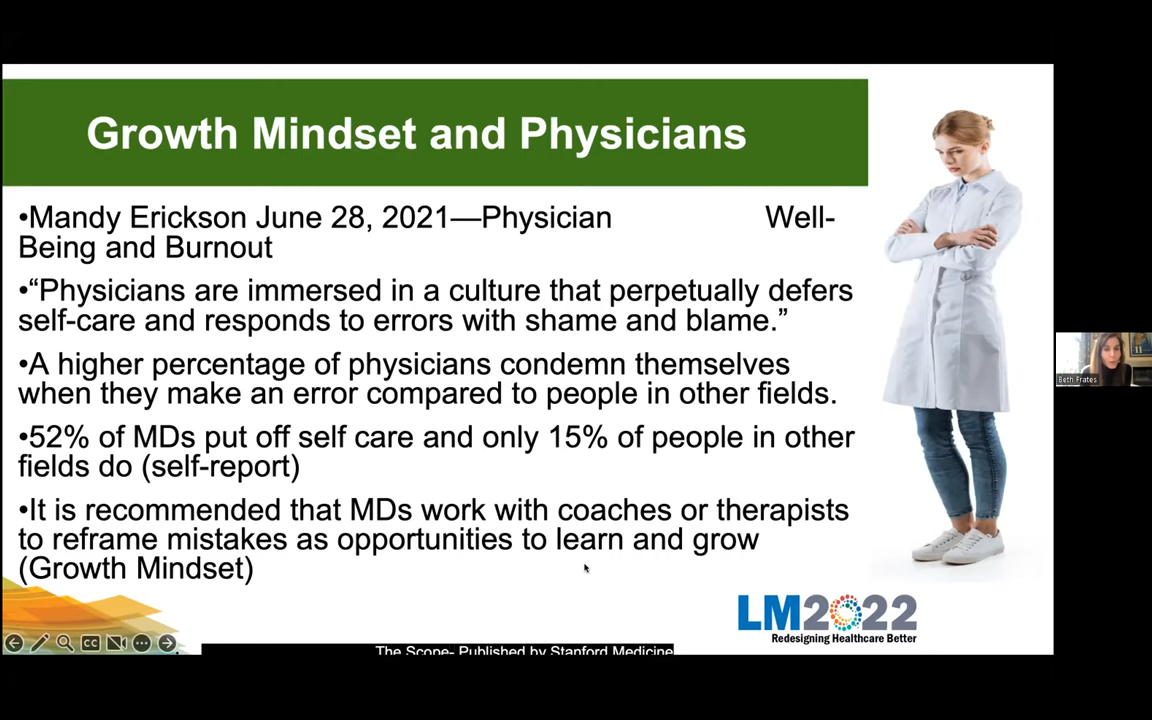 Growth Mindset and Physicians
•Mandy Erickson June 28, 2021—Physician Well-
Being and Burnout
•“Physicians are immersed in a culture that perpetually defers
self-care and responds to errors with shame and blame.”
•A higher percentage of physicians condemn themselves
when they make an error compared to people in other fields.
•52% of MDs put off self care and only 15% of people in other
fields do (self-report)
•It is recommended that MDs work with coaches or therapists
to reframe mistakes as opportunities to learn and grow
(Growth Mindset)
Beth Frates
LM2022
Redesigning Healthcare Better
CC
The Scope- Published by Stanford Medicine